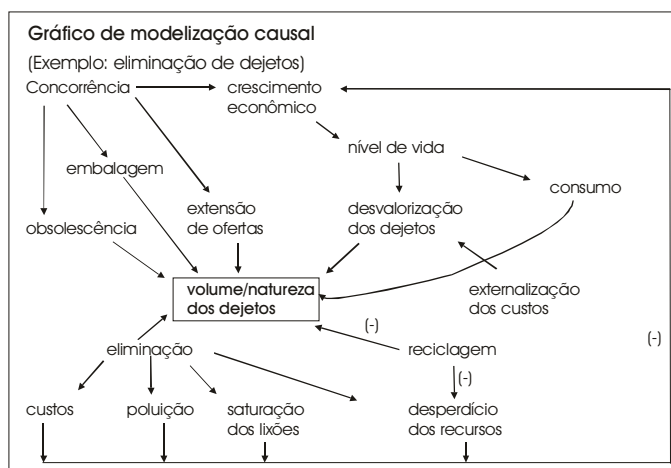 Gráfico de modelização causal
(Exemplo: eliminação de dejetos)
Concorrência
crescimento
econômico
nível de vida
embalagem
consumo
obsolescência
extensão
de ofertas
desvalorização
dos dejetos
volume/natureza
dos dejetos
externalização
dos custos
(-)
(-)
eliminação
reciclagem
(-)
custos
poluição
saturação
dos lixões
desperdício
dos recursos